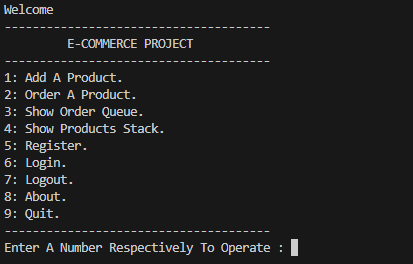 Welcome
--------------------------------------
E-COMMERCE PROJECT
--------------------------------------
1: Add A Product.
2: Order A Product.
3: Show Order Queue.
4: Show Products Stack.
5: Register.
6: Login.
7: Logout.
8: About.
9: Quit.
--------------------------------------
Enter A Number Respectively To Operate :